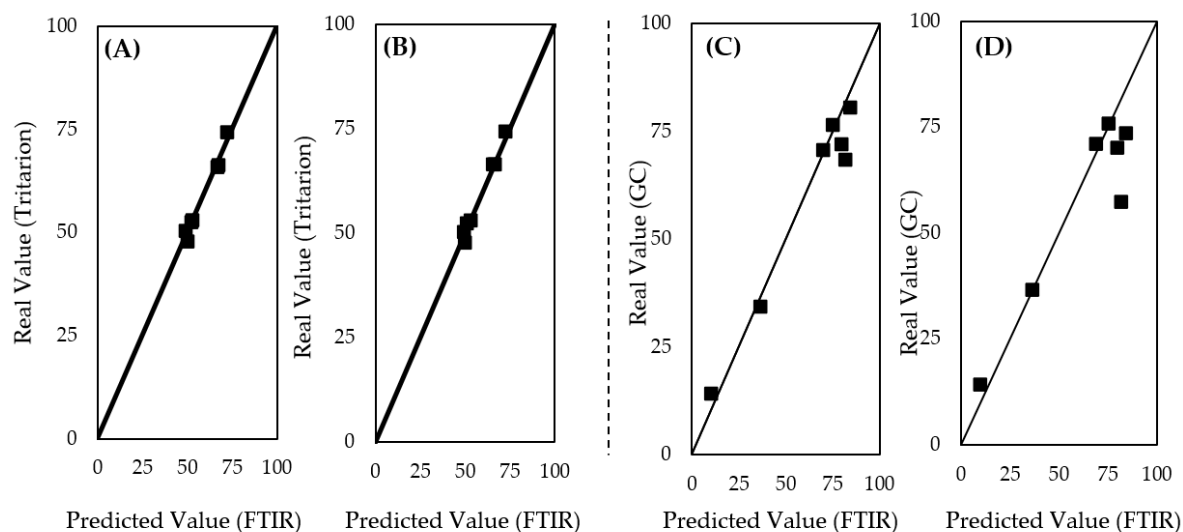 (A)
100
75
50
25
0
0 25 50 75 100
Real Value (Tritarion)
Predicted Value (FTIR)
(B)
100
75
50
25
0
0 25 50 75 100
Real Value (Tritarion)
Predicted Value (FTIR)
(C)
100
75
50
25
0
0 25 50 75 100
Real Value (GC)
Predicted Value (FTIR)
(D)
100
75
50
25
0
0 25 50 75 100
Real Value (GC)
Predicted Value (FTIR)